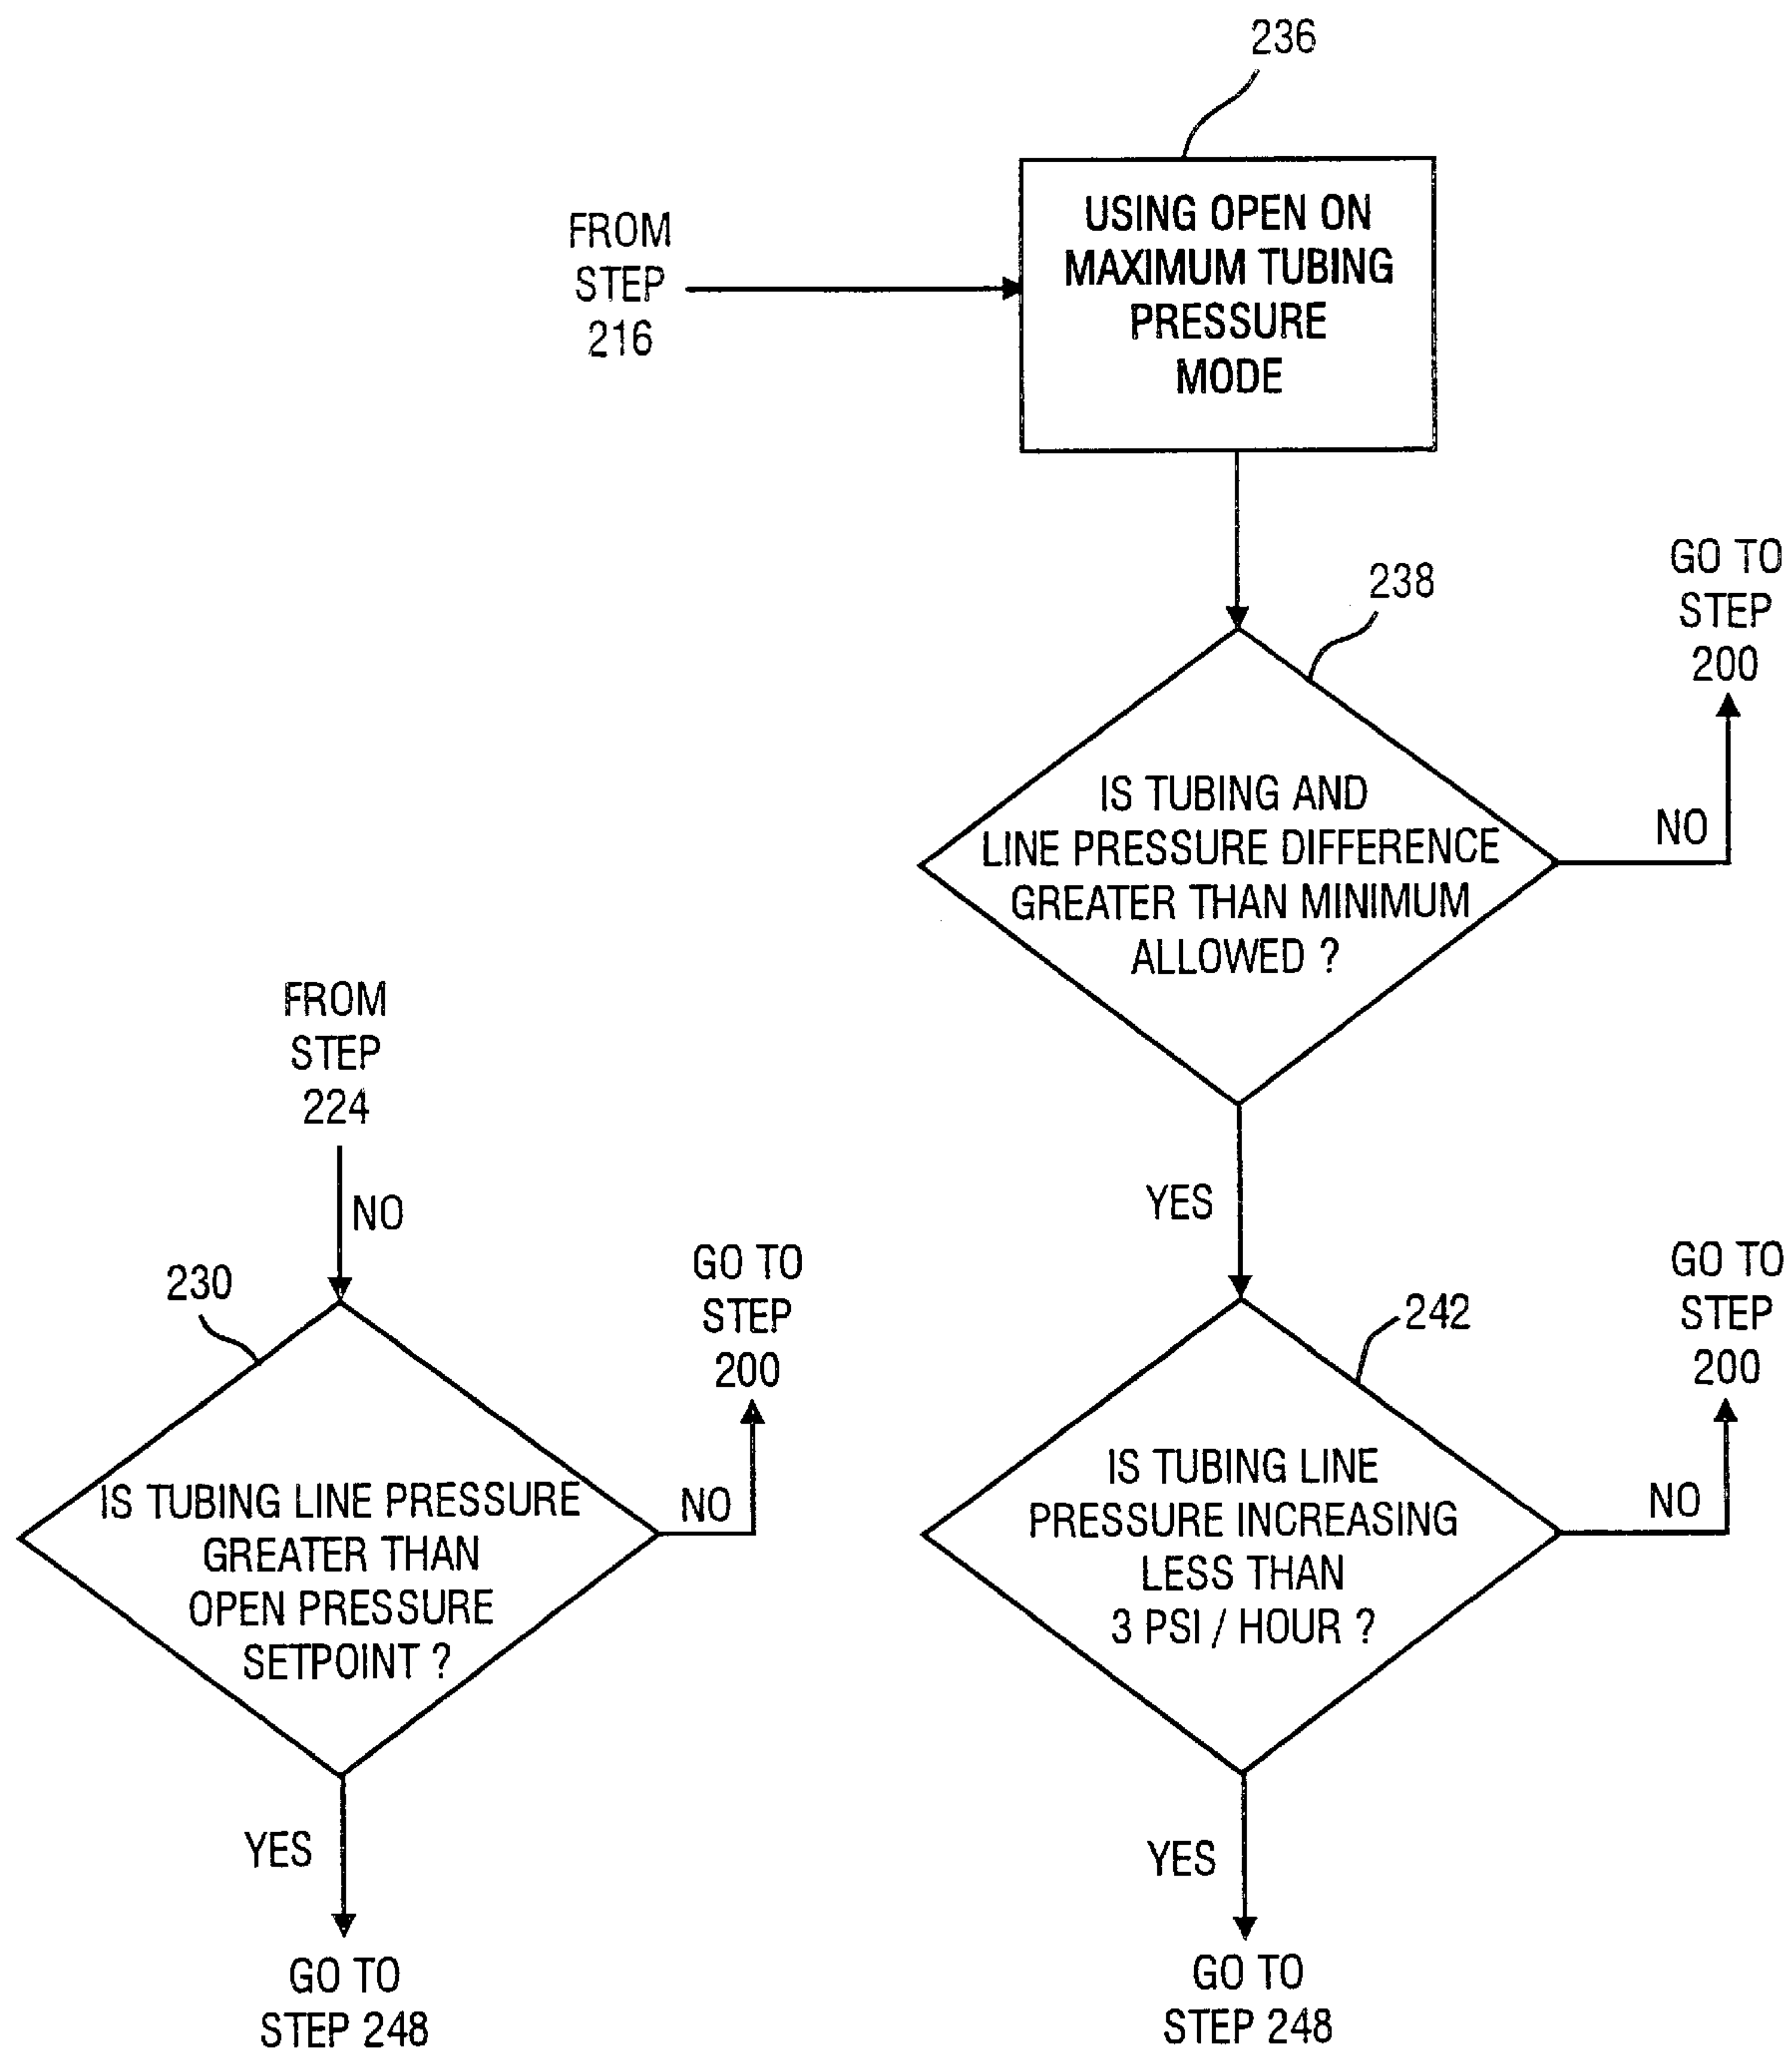 236
FROM
STEP
216
USING OPEN ON
MAXIMUM TUBING
PRESSURE
MODE
238
GO TO
STEP
200
IS TUBING AND
LINE PRESSURE DIFFERENCE
GREATER THAN MINIMUM
ALLOWED ?
NO
YES
FROM
STEP
224
NO
230
GO TO
STEP
200
IS TUBING LINE PRESSURE
GREATER THAN
OPEN PRESSURE
SETPOINT ?
NO
YES
GO TO
STEP 248
242
GO TO
STEP
200
IS TUBING LINE
PRESSURE INCREASING
LESS THAN
3 PSI / HOUR ?
NO
YES
GO TO
STEP 248